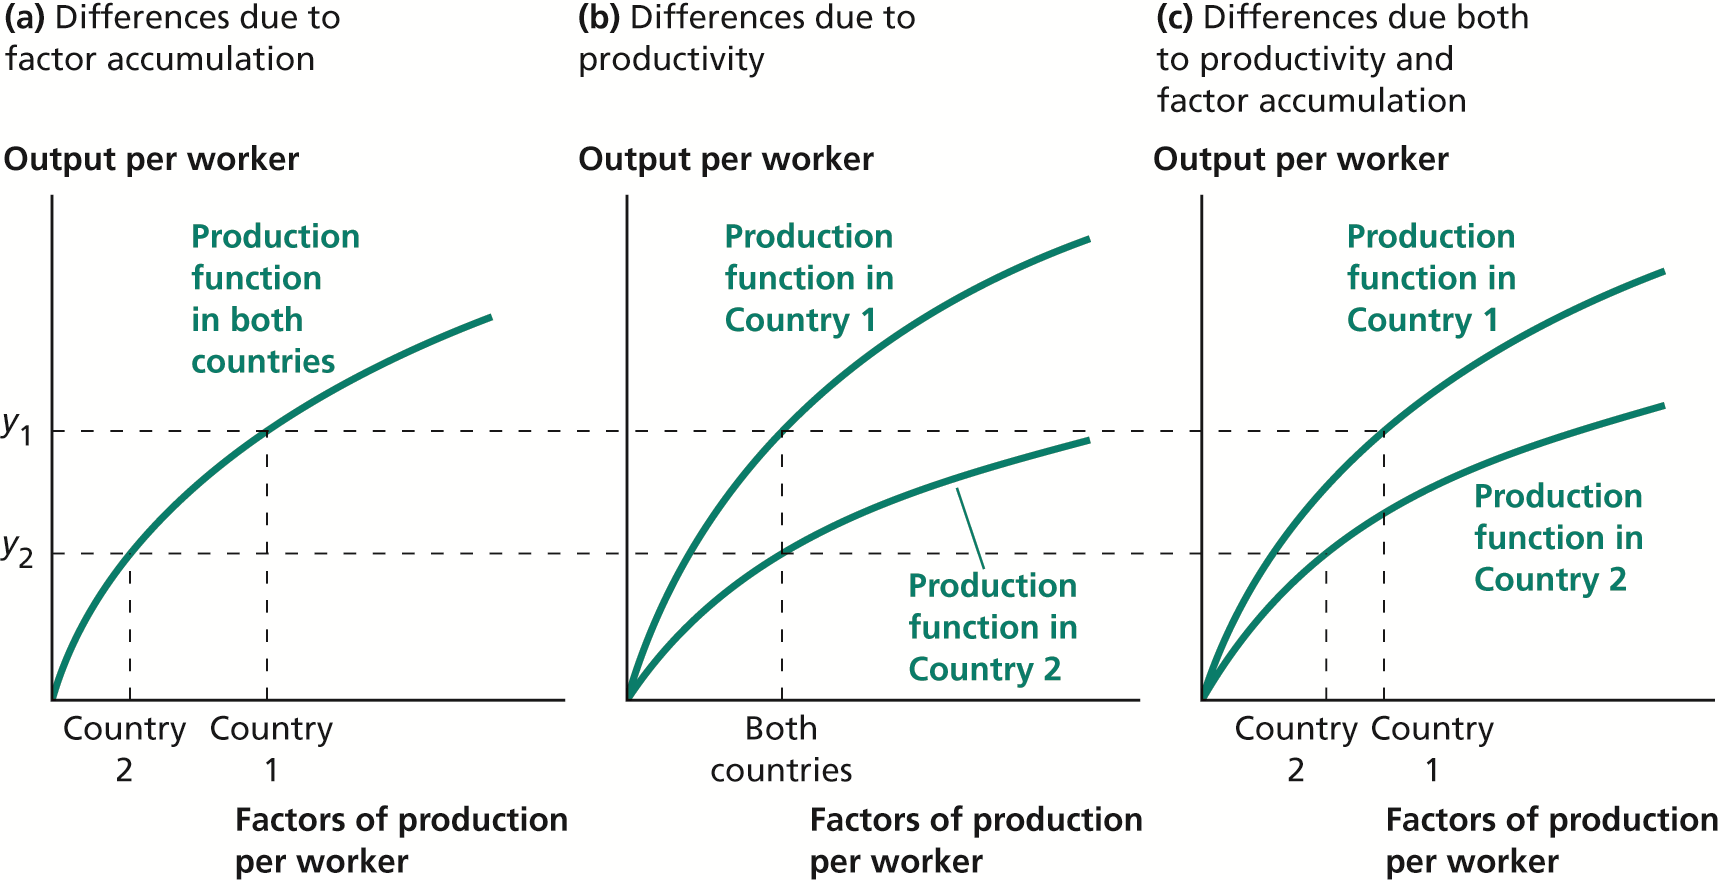 (a) Differences due to
factor accumulation
Output per worker
Production
function
in both
countries
y1
y2
Country
2
Country
1
Factors of production
per worker
(b) Differences due to
productivity
Output per worker
Production
function in
Country 1
Production
function in
Country 2
Both
countries
Factors of production
per worker
(c) Differences due both
to productivity and
factor accumulation
Output per worker
Production
function in
Country 1
Production
function in
Country 2
Country
2
Country
1
Factors of production
per worker